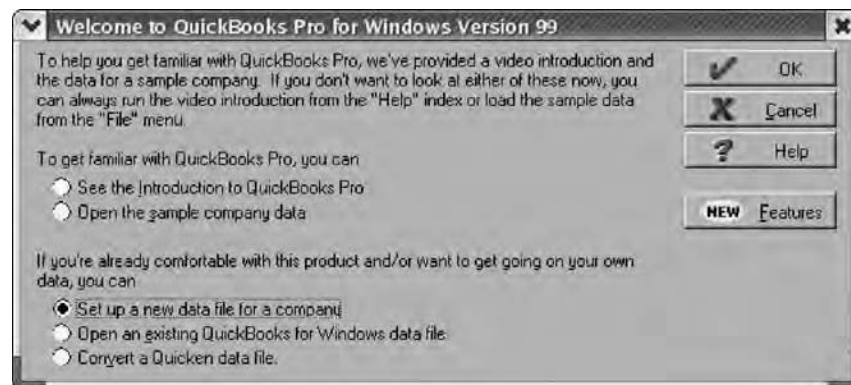 Welcome to QuickBooks Pro for Windows Version 99
To help you get familiar with QuickBooks Pro, we've provided a video introduction and
the data for a sample company. If you don't want to look at either of these now, you
can always run the video introduction from the "Help" index or load the sample data
from the "File" menu.
OK
Cancel
Help
NEW Features
To get familiar with QuickBooks Pro, you can
See the Introduction to QuickBooks Pro
Open the sample company data
If you're already comfortable with this product and/or want to get going on your own
data, you can
Set up a new data file for a company
Open an existing QuickBooks for Windows data file
Convert a Quicken data file.